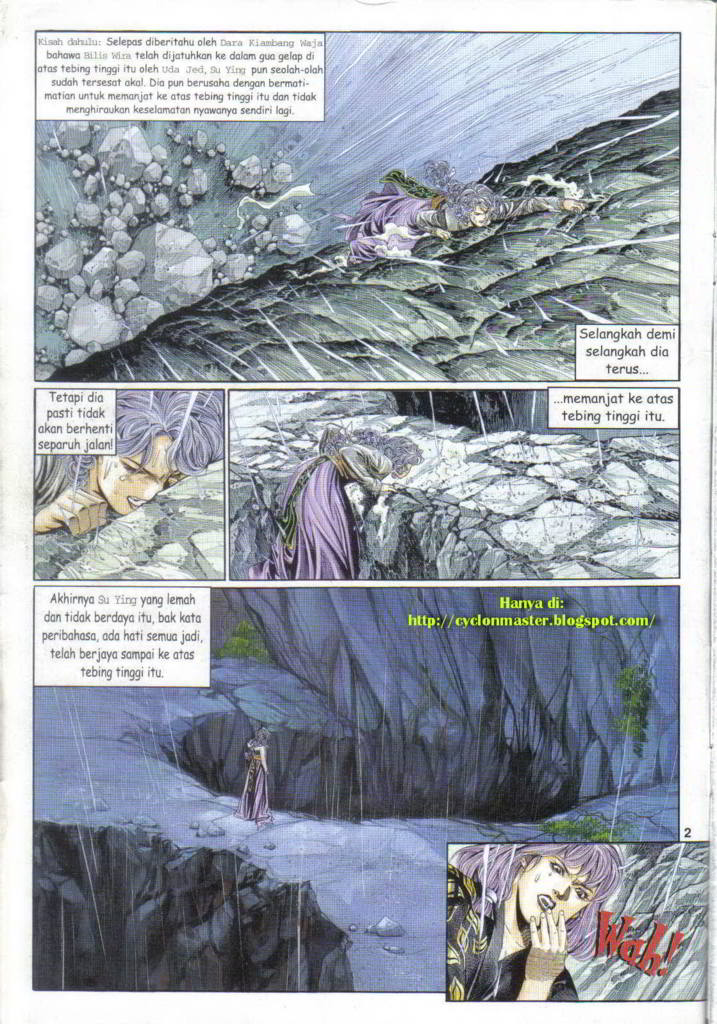 Kisah dahulu: Selepas diberitahu oleh Dara Kiambang Waja
bahawa Bilis Wira telah dijatuhkan ke dalam gua gelap di
atas tebing tinggi itu oleh Uda Jed, Su Ying pun seolah-olah
sudah tersesat akal. Dia pun berusaha dengan bermati-
matian untuk memanjat ke atas tebing tinggi itu dan tidak
menghiraukan keselamatan nyawanya sendiri lagi.
Selangkah demi
selangkah dia
terus...
Tetapi dia
pasti tidak
akan berhenti
separuh jalan!
...memanjat ke atas
tebing tinggi itu.
Akhirnya Su Ying yang lemah
dan tidak berdaya itu, bak kata
peribahasa, ada hati semua jadi,
telah berjaya sampai ke atas
tebing tinggi itu.
Hanya di:
http://cyclonmaster.blogspot.com/
2
Wah!